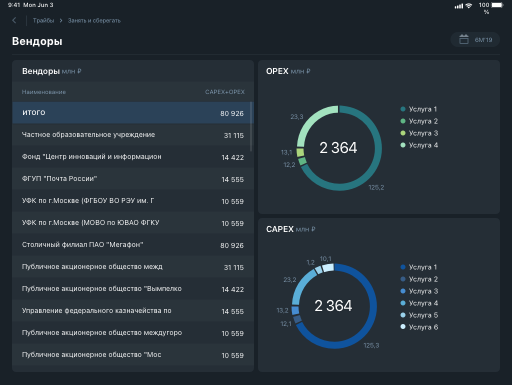 9:41 Mon Jun 3
100 %
Трайбы > Занять и сберегать
Вендоры
6М'19
Вендоры млн ₽
Наименование CAPEX+OPEX
ИТОГО 80 926
Частное образовательное учреждение 31 115
Фонд "Центр инноваций и информацион 14 422
ФГУП "Почта России" 14 555
УФК по г.Москве (ФГБОУ ВО РЭУ им. Г 10 559
УФК по г.Москве (МОВО по ЮВАО ФГКУ 10 559
Столичный филиал ПАО "Мегафон" 80 926
Публичное акционерное общество межд 31 115
Публичное акционерное общество "Вымпелко 14 422
Управление федерального казначейства по 14 555
Публичное акционерное общество междугоро 10 559
Публичное акционерное общество "Мос 10 559
OPEX млн ₽
23,3
13,1
12,2
125,2
2 364
Услуга 1
Услуга 2
Услуга 3
Услуга 4
CAPEX млн ₽
1,2
10,1
23,2
13,2
12,1
125,3
2 364
Услуга 1
Услуга 2
Услуга 3
Услуга 4
Услуга 5
Услуга 6